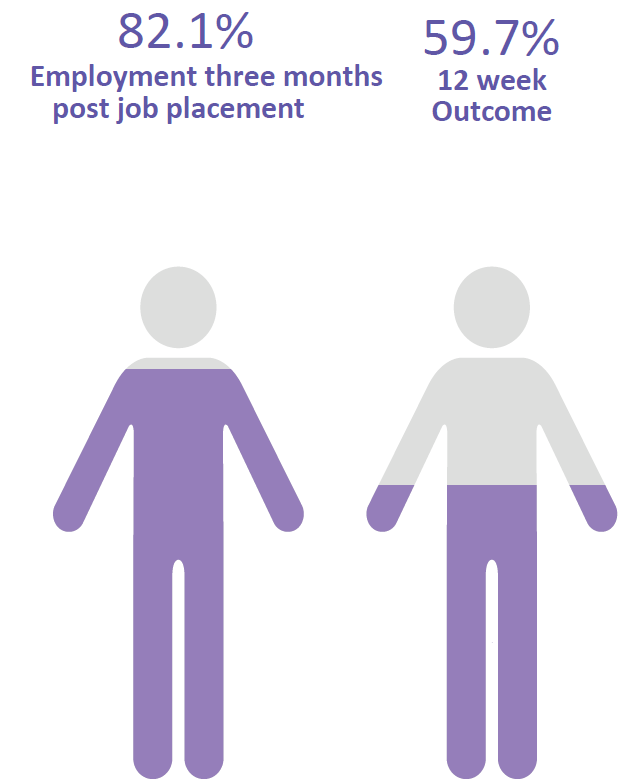 82.1%
Employment three months
post job placement
59.7%
12 week
Outcome